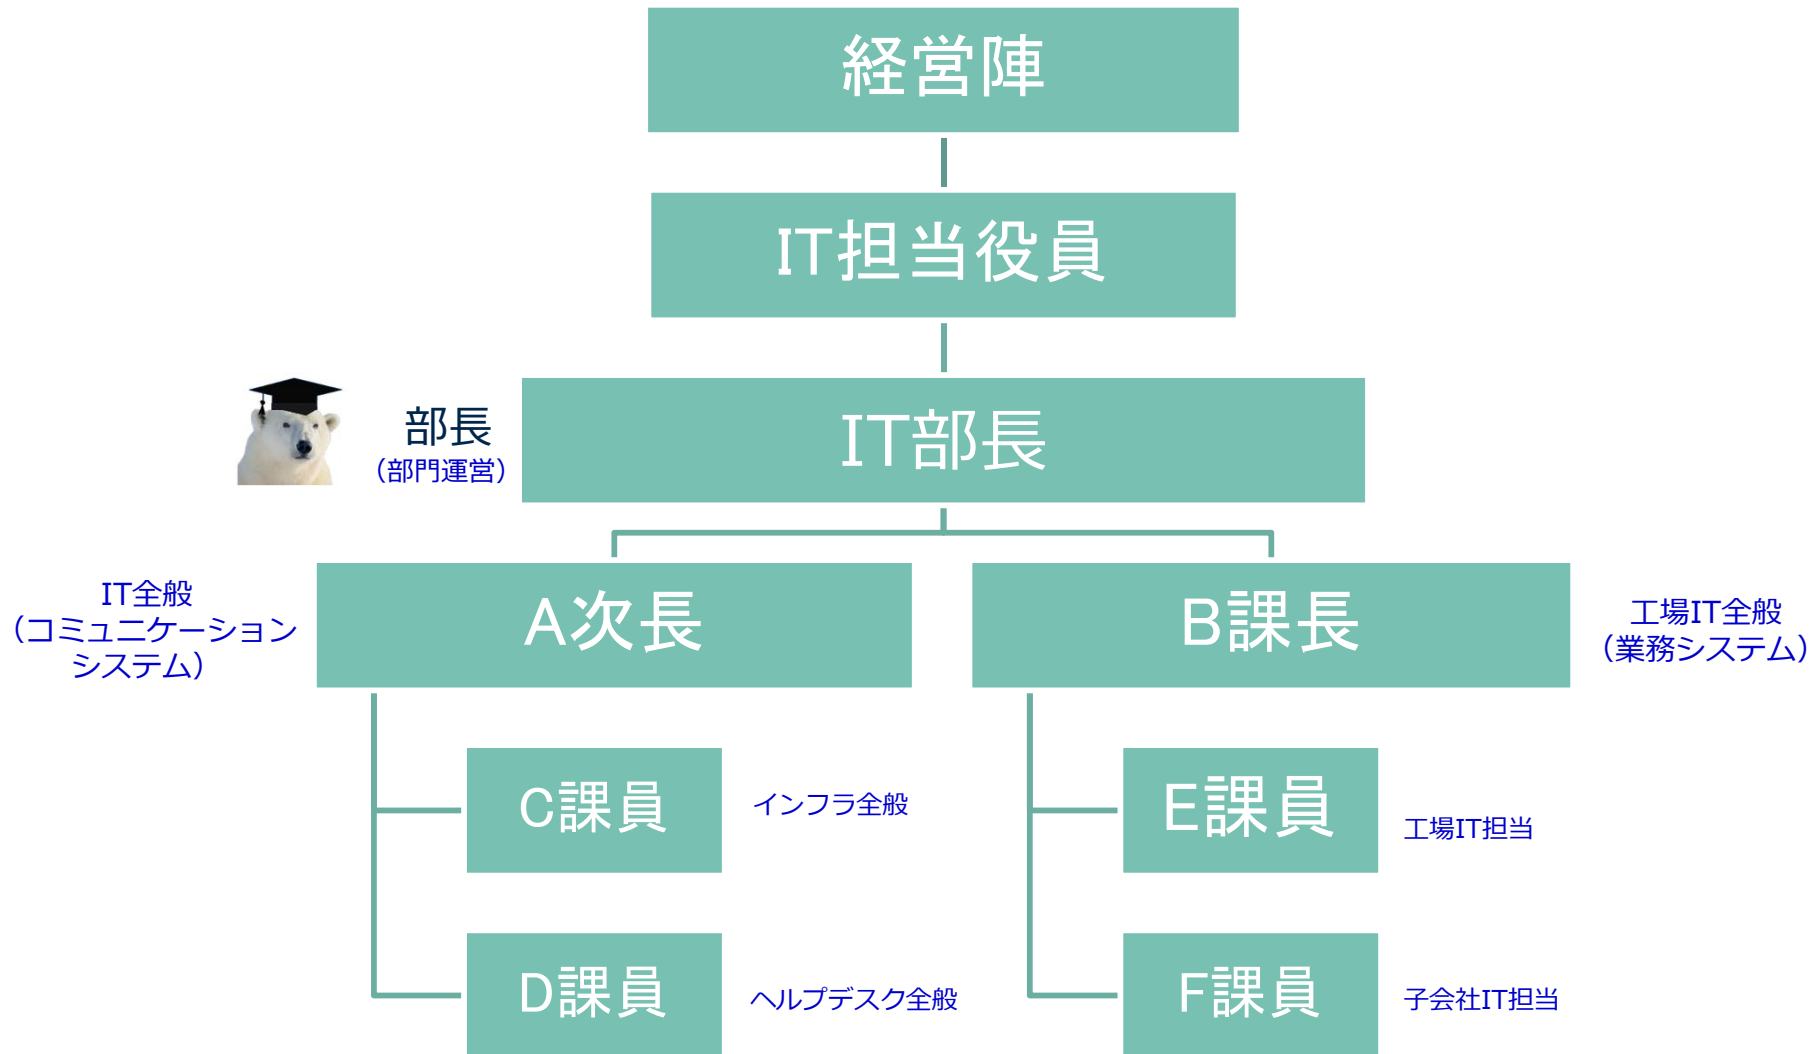 経営陣
IT担当役員
部長
(部門運営)
IT部長
IT全般
(コミュニケーション
システム)
A次長
B課長
工場IT全般
(業務システム)
C課員
インフラ全般
E課員
工場IT担当
D課員
ヘルプデスク全般
F課員
子会社IT担当